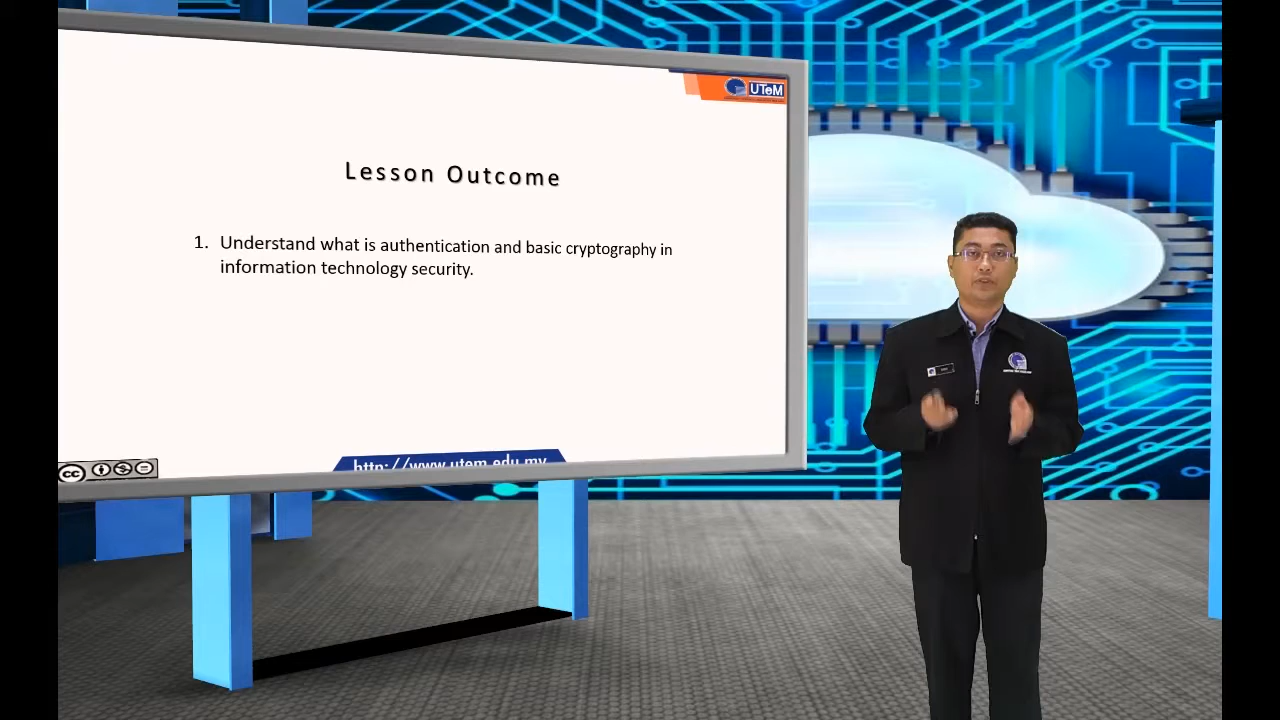 UTeM
Lesson Outcome
1. Understand what is authentication and basic cryptography in
information technology security.
cc
http://www.utem.edu.my